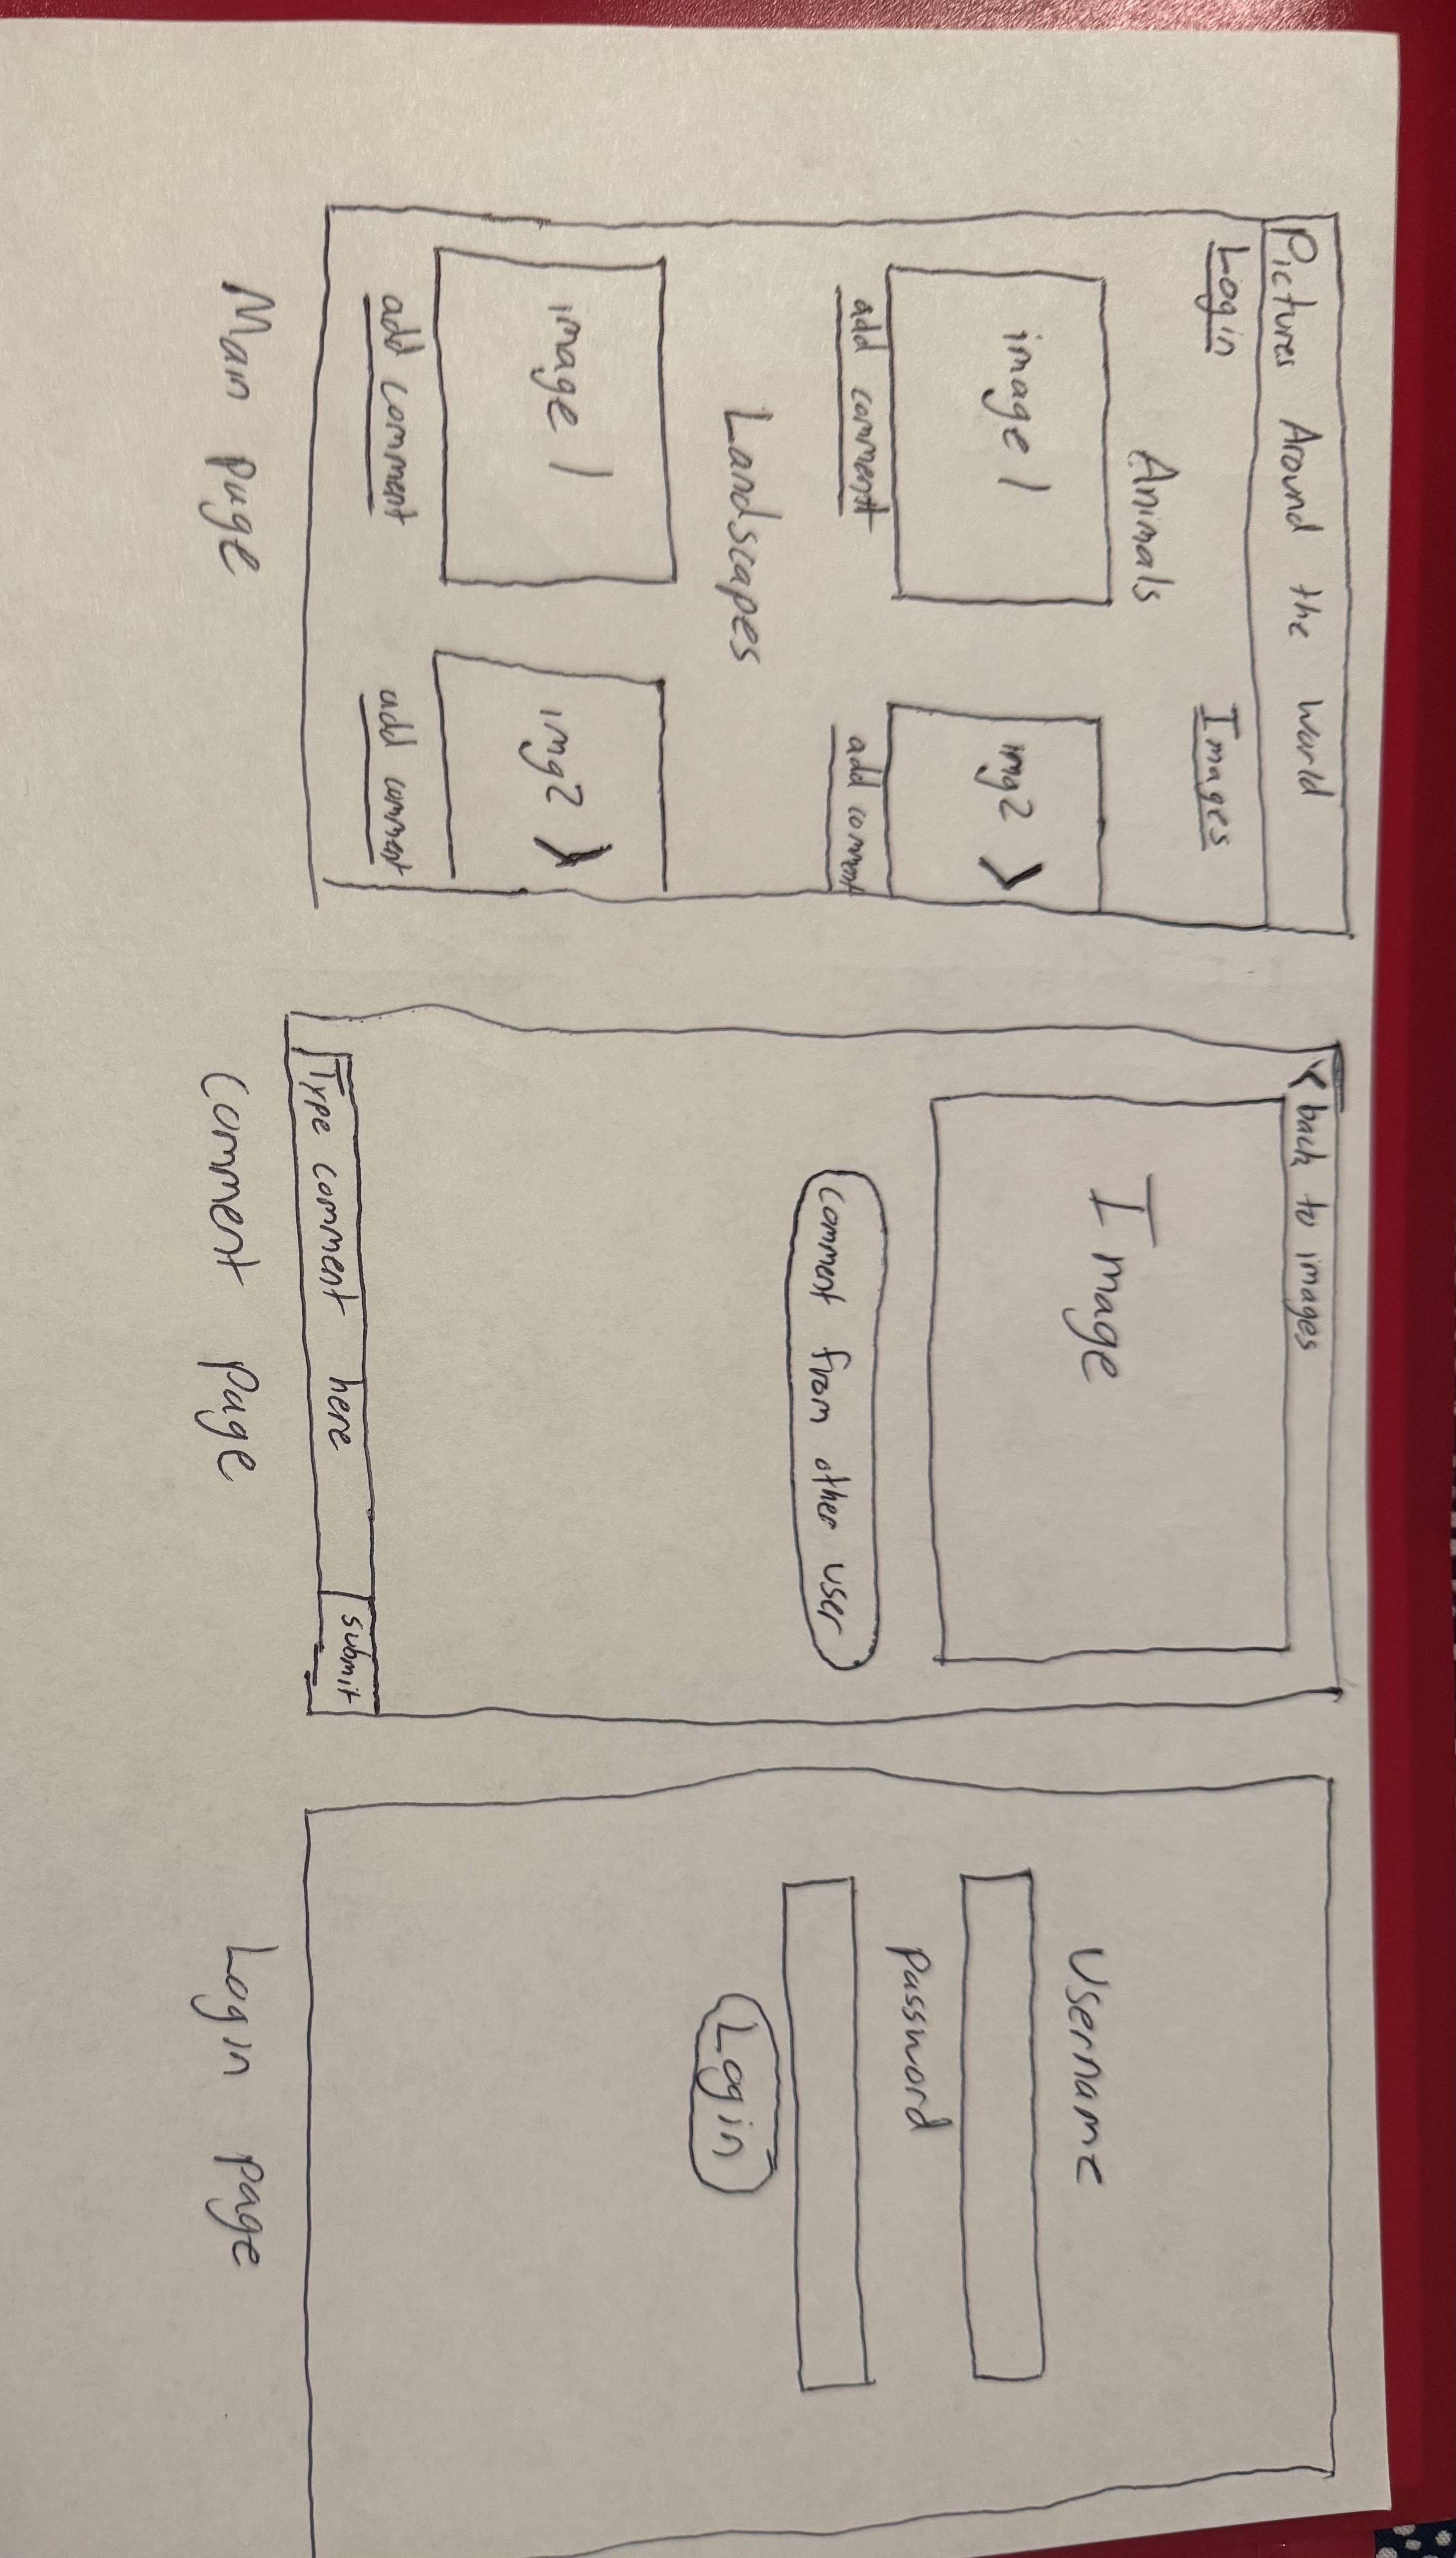 Pictures Around the World
Login Images
Animals
image 1 img2 >
add comment add comment
Landscapes
image 1 img2 >
add comment add comment
Main page
< back to images
Image
comment from other user
Type comment here submit
comment page
Username
password
Login
Login page